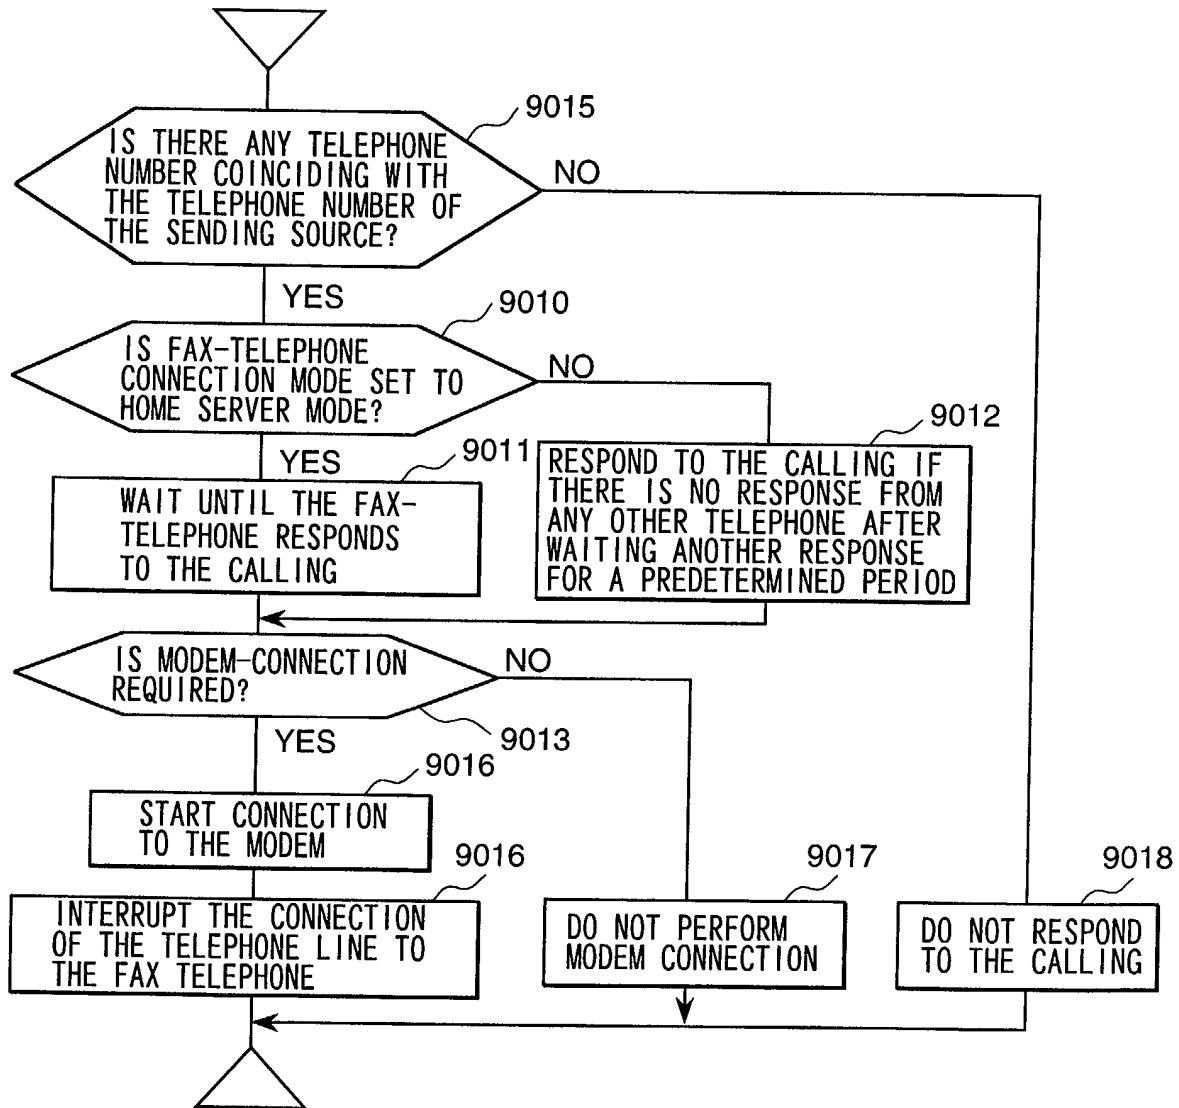 9015
IS THERE ANY TELEPHONE
NUMBER COINCIDING WITH
THE TELEPHONE NUMBER OF
THE SENDING SOURCE?
NO
YES
9010
IS FAX-TELEPHONE
CONNECTION MODE SET TO
HOME SERVER MODE?
NO
YES
9011
WAIT UNTIL THE FAX-
TELEPHONE RESPONDS
TO THE CALLING
9012
RESPOND TO THE CALLING IF
THERE IS NO RESPONSE FROM
ANY OTHER TELEPHONE AFTER
WAITING ANOTHER RESPONSE
FOR A PREDETERMINED PERIOD
IS MODEM-CONNECTION
REQUIRED?
NO
YES
9013
9016
START CONNECTION
TO THE MODEM
9016
INTERRUPT THE CONNECTION
OF THE TELEPHONE LINE TO
THE FAX TELEPHONE
9017
DO NOT PERFORM
MODEM CONNECTION
9018
DO NOT RESPOND
TO THE CALLING